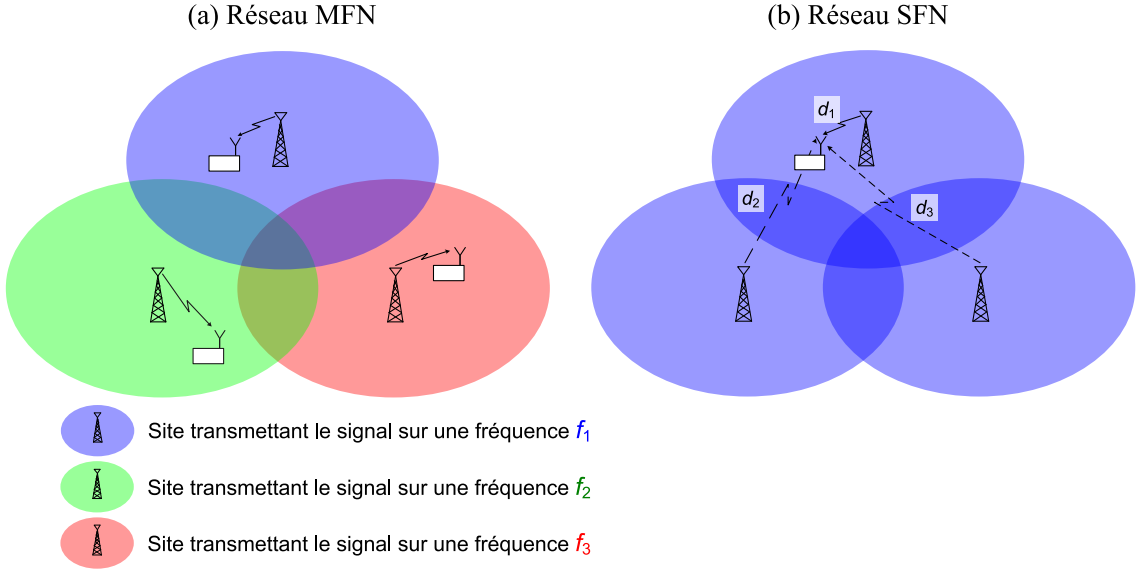 (a) Réseau MFN
(b) Réseau SFN
d1
d2
d3
Site transmettant le signal sur une fréquence f1
Site transmettant le signal sur une fréquence f2
Site transmettant le signal sur une fréquence f3